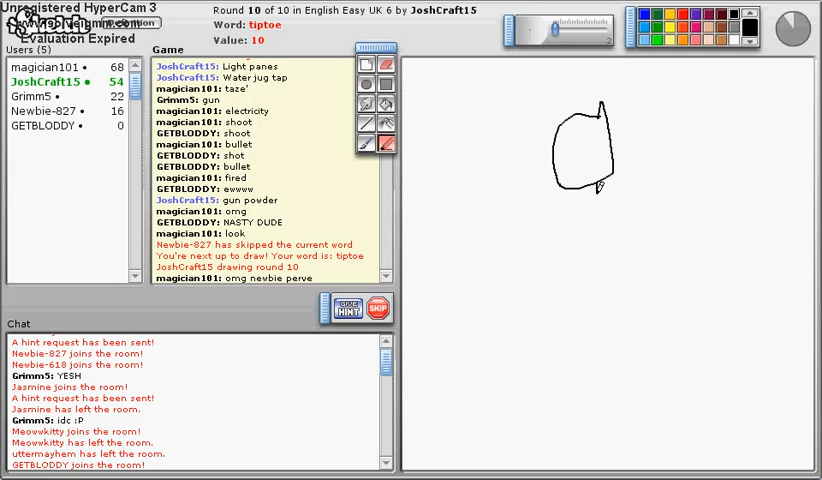 Unregistered HyperCam 3
Evaluation Expired
Round 10 of 10 in English Easy UK 6 by JoshCraft15
Word: tiptoe
Value: 10
Users (5)
magician101 • 68
JoshCraft15 • 54
Grimm5 • 22
Newbie-827 • 16
GETBLODDY • 0
Game
JoshCraft15: Light panes
JoshCraft15: Water jug tap
magician101: taze'
Grimm5: gun
magician101: electricity
magician101: shoot
GETBLODDY: shoot
magician101: bullet
GETBLODDY: shot
GETBLODDY: bullet
magician101: fired
GETBLODDY: ewwww
JoshCraft15: gun powder
magician101: omg
GETBLODDY: NASTY DUDE
magician101: look
Newbie-827 has skipped the current word
You're next up to draw! Your word is: tiptoe
JoshCraft15 drawing round 10
magician101: omg newbie perve
GIVE HINT
SKIP
Chat
A hint request has been sent!
Newbie-827 joins the room!
Newbie-618 joins the room!
Grimm5: YESH
Jasmine joins the room!
A hint request has been sent!
Jasmine has left the room.
Grimm5: idc :P
Meowwkitty joins the room!
Meowwkitty has left the room.
uttermayhem has left the room.
GETBLODDY joins the room!
2